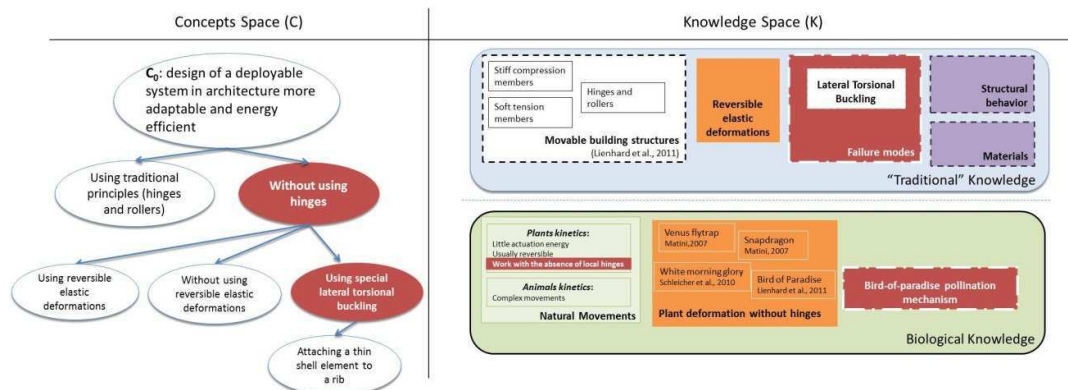 Concepts Space (C)
Knowledge Space (K)
C₀: design of a deployable
system in architecture more
adaptable and energy
efficient
Using traditional
principles (hinges
and rollers)
Without using
hinges
Using reversible
elastic
deformations
Without using
reversible elastic
deformations
Using special
lateral torsional
buckling
Attaching a thin
shell element to
a rib
Stiff compression
members
Soft tension
members
Hinges and
rollers
Movable building structures
(Lienhard et al., 2011)
Reversible
elastic
deformations
Lateral Torsional
Buckling
Failure modes
Structural
behavior
Materials
“Traditional” Knowledge
Plants kinetics:
Little actuation energy
Usually reversible
Work with the absence of local hinges
Animals kinetics:
Complex movements
Natural Movements
Venus flytrap
Matini,2007
Snapdragon
Matini, 2007
White morning glory
Schleicher et al., 2010
Bird of Paradise
Lienhard et al., 2011
Plant deformation without hinges
Bird-of-paradise pollination
mechanism
Biological Knowledge